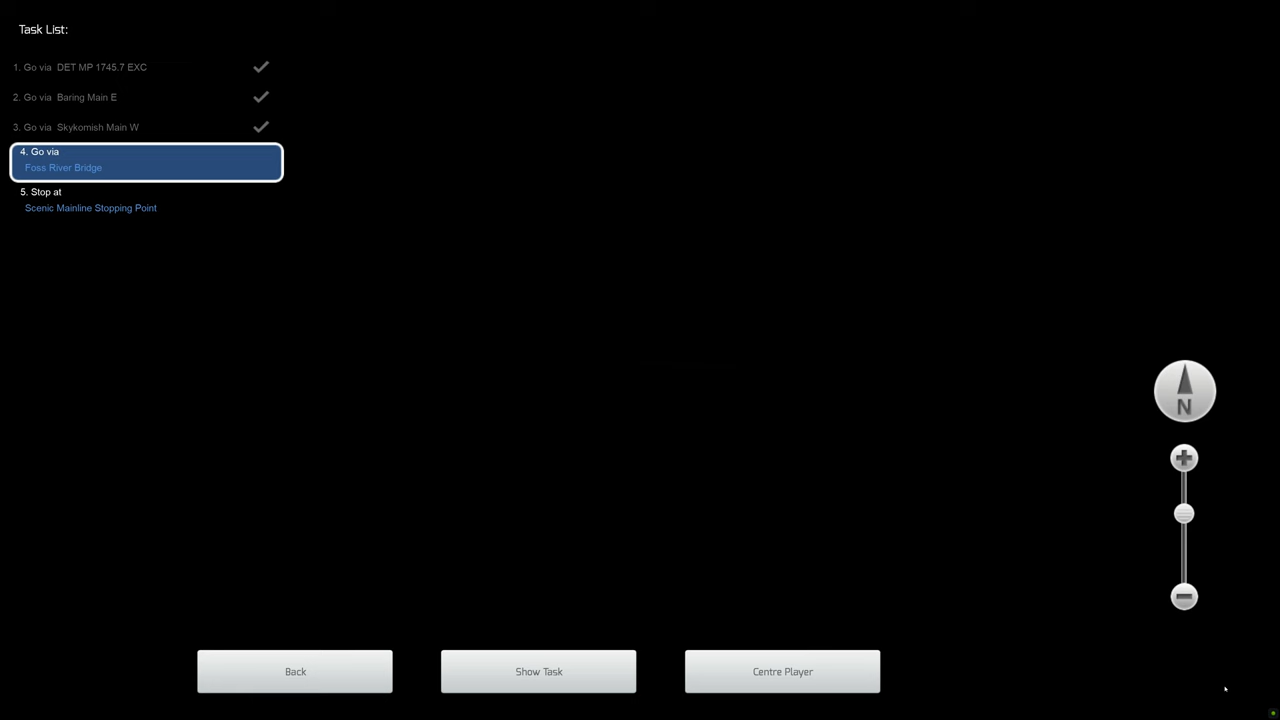 Task List:
1. Go via DET MP 1745.7 EXC
2. Go via Baring Main E
3. Go via Skykomish Main W
4. Go via
Foss River Bridge
5. Stop at
Scenic Mainline Stopping Point
N
Back
Show Task
Centre Player